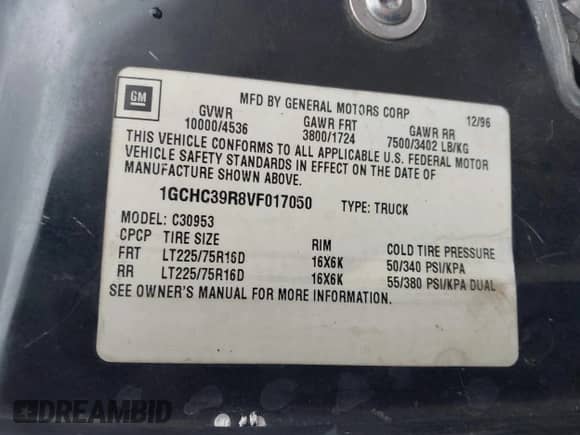 GM
MFD BY GENERAL MOTORS CORP
12/96
GVWR GAWR FRT GAWR RR
10000/4536 3800/1724 7500/3402 LB/KG
THIS VEHICLE CONFORMS TO ALL APPLICABLE U.S. FEDERAL MOTOR
VEHICLE SAFETY STANDARDS IN EFFECT ON THE DATE OF
MANUFACTURE SHOWN ABOVE.
1GCHC39R8VF017050 TYPE: TRUCK
MODEL: C30953
CPCP TIRE SIZE RIM COLD TIRE PRESSURE
FRT LT225/75R16D 16X6K 50/340 PSI/KPA
RR LT225/75R16D 16X6K 55/380 PSI/KPA DUAL
SEE OWNER'S MANUAL FOR MORE INFORMATION.
DREAMBID